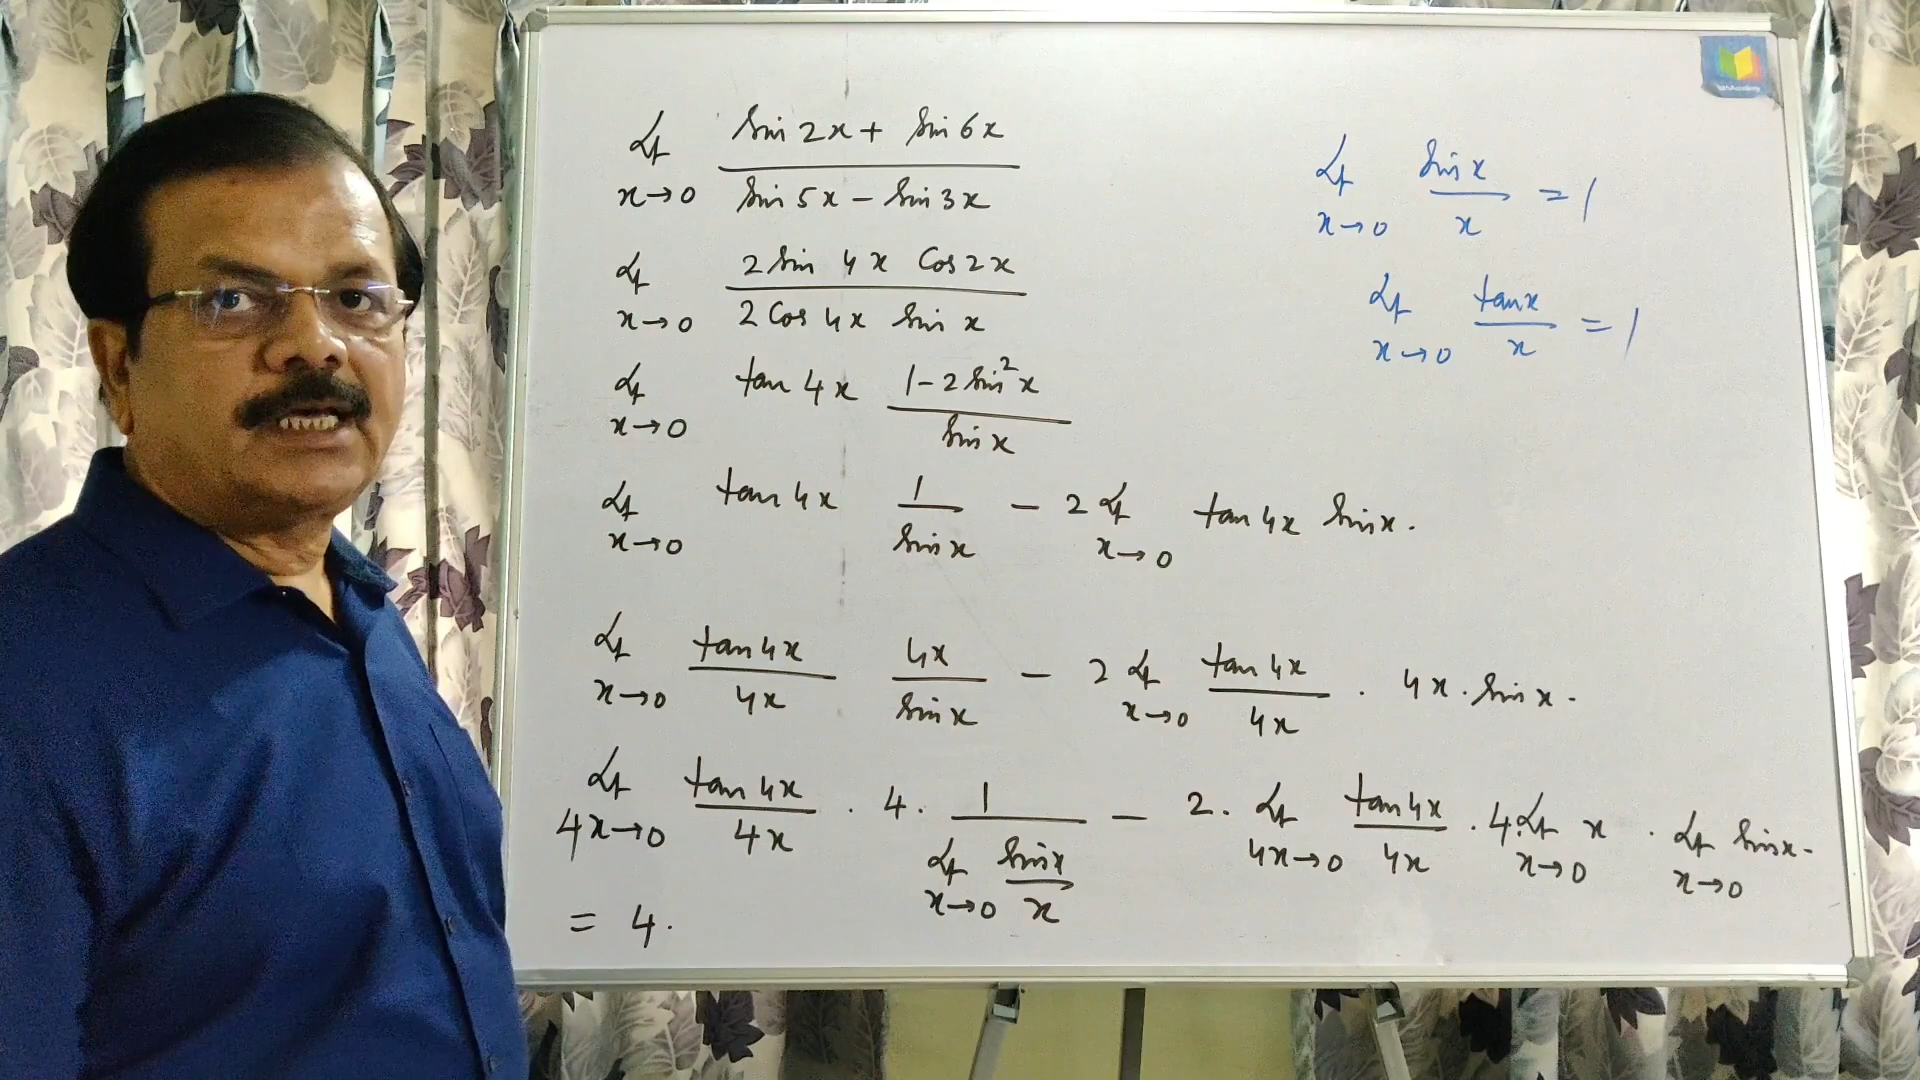 Lt x→0 (sin 2x + sin 6x) / (sin 5x − sin 3x)
Lt x→0 (2 sin 4x Cos 2x) / (2 Cos 4x sin x)
Lt x→0 tan 4x (1 − 2 sin²x) / (sin x)
Lt x→0 tan 4x 1 / (sin x) − 2 Lt x→0 tan 4x sin x.
Lt x→0 (tan 4x) / (4x) (4x) / (sin x) − 2 Lt x→0 (tan 4x) / (4x) . 4x . sin x .
Lt 4x→0 (tan 4x) / (4x) . 4 . 1 / (Lt x→0 (sin x) / x) − 2 . Lt 4x→0 (tan 4x) / (4x) . 4 . Lt x→0 x . Lt x→0 sin x .
= 4 .
Lt x→0 (sin x) / x = 1
Lt x→0 (tan x) / x = 1